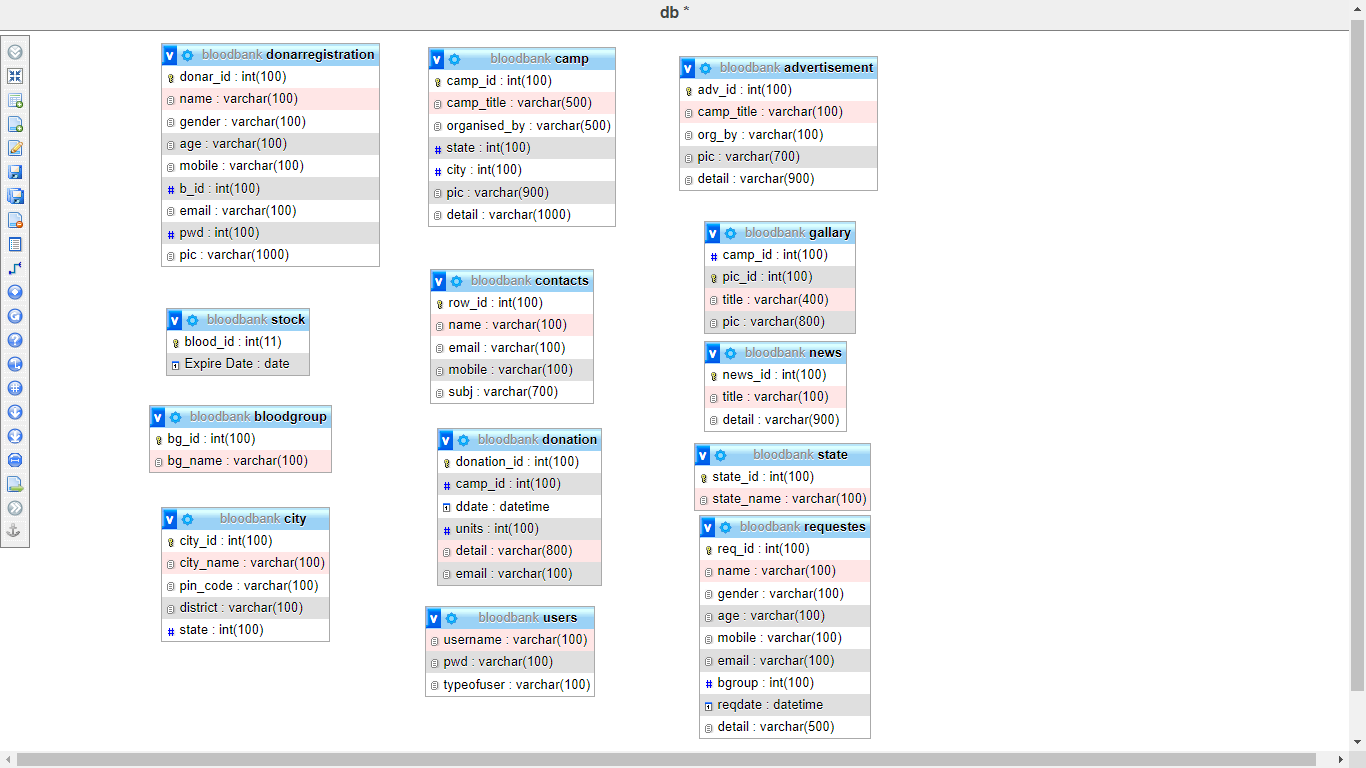 db *
bloodbank donarregistration
donar_id : int(100)
name : varchar(100)
gender : varchar(100)
age : varchar(100)
mobile : varchar(100)
b_id : int(100)
email : varchar(100)
pwd : int(100)
pic : varchar(1000)
bloodbank stock
blood_id : int(11)
Expire Date : date
bloodbank bloodgroup
bg_id : int(100)
bg_name : varchar(100)
bloodbank city
city_id : int(100)
city_name : varchar(100)
pin_code : varchar(100)
district : varchar(100)
state : int(100)
bloodbank camp
camp_id : int(100)
camp_title : varchar(500)
organised_by : varchar(500)
state : int(100)
city : int(100)
pic : varchar(900)
detail : varchar(1000)
bloodbank contacts
row_id : int(100)
name : varchar(100)
email : varchar(100)
mobile : varchar(100)
subj : varchar(700)
bloodbank donation
donation_id : int(100)
camp_id : int(100)
ddate : datetime
units : int(100)
detail : varchar(800)
email : varchar(100)
bloodbank users
username : varchar(100)
pwd : varchar(100)
typeofuser : varchar(100)
bloodbank advertisement
adv_id : int(100)
camp_title : varchar(100)
org_by : varchar(100)
pic : varchar(700)
detail : varchar(900)
bloodbank gallary
camp_id : int(100)
pic_id : int(100)
title : varchar(400)
pic : varchar(800)
bloodbank news
news_id : int(100)
title : varchar(100)
detail : varchar(900)
bloodbank state
state_id : int(100)
state_name : varchar(100)
bloodbank requestes
req_id : int(100)
name : varchar(100)
gender : varchar(100)
age : varchar(100)
mobile : varchar(100)
email : varchar(100)
bgroup : int(100)
reqdate : datetime
detail : varchar(500)